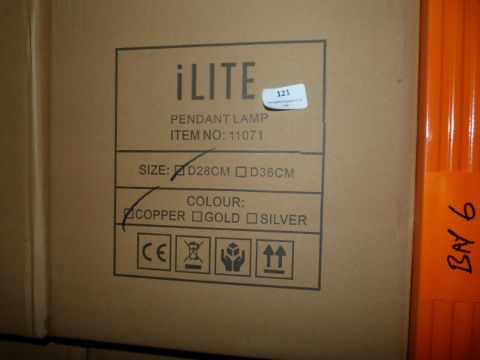 iLITE
121
PENDANT LAMP
ITEM NO: 11071
SIZE: ☐D28CM ☐D36CM
COLOUR:
☐COPPER ☐GOLD ☐SILVER
CE
BAY 6